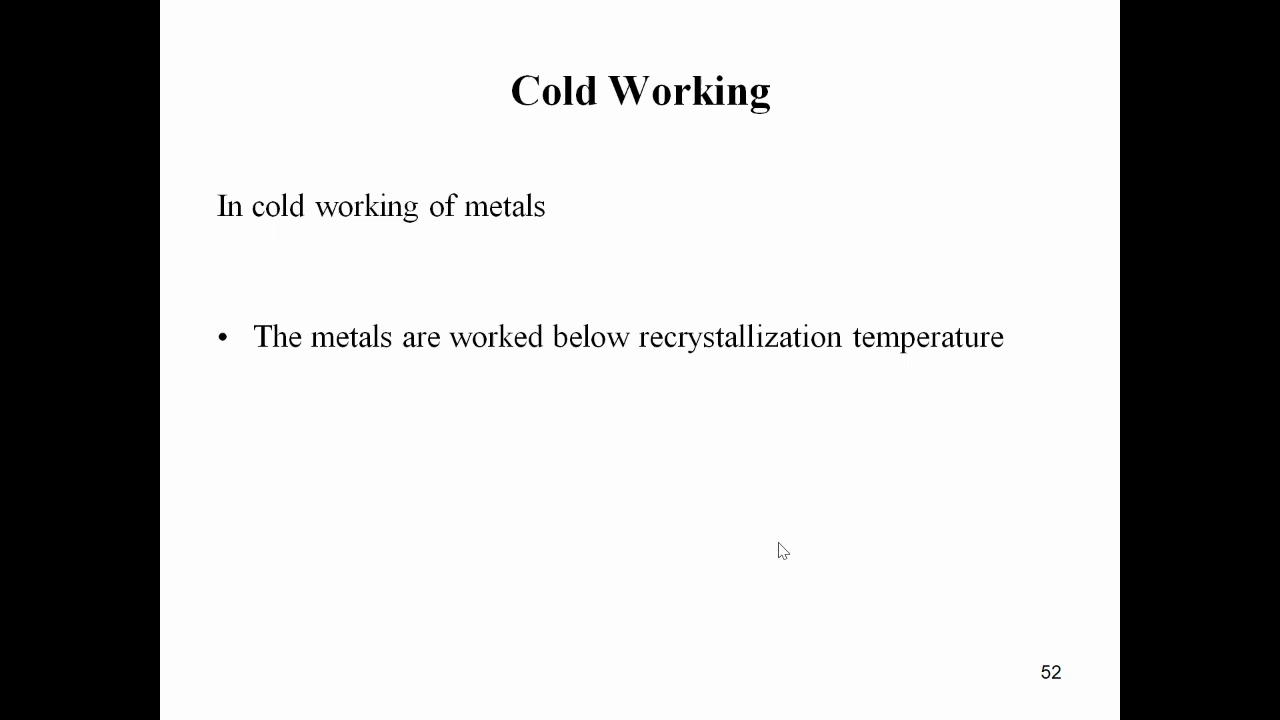 Cold Working
In cold working of metals
• The metals are worked below recrystallization temperature
52